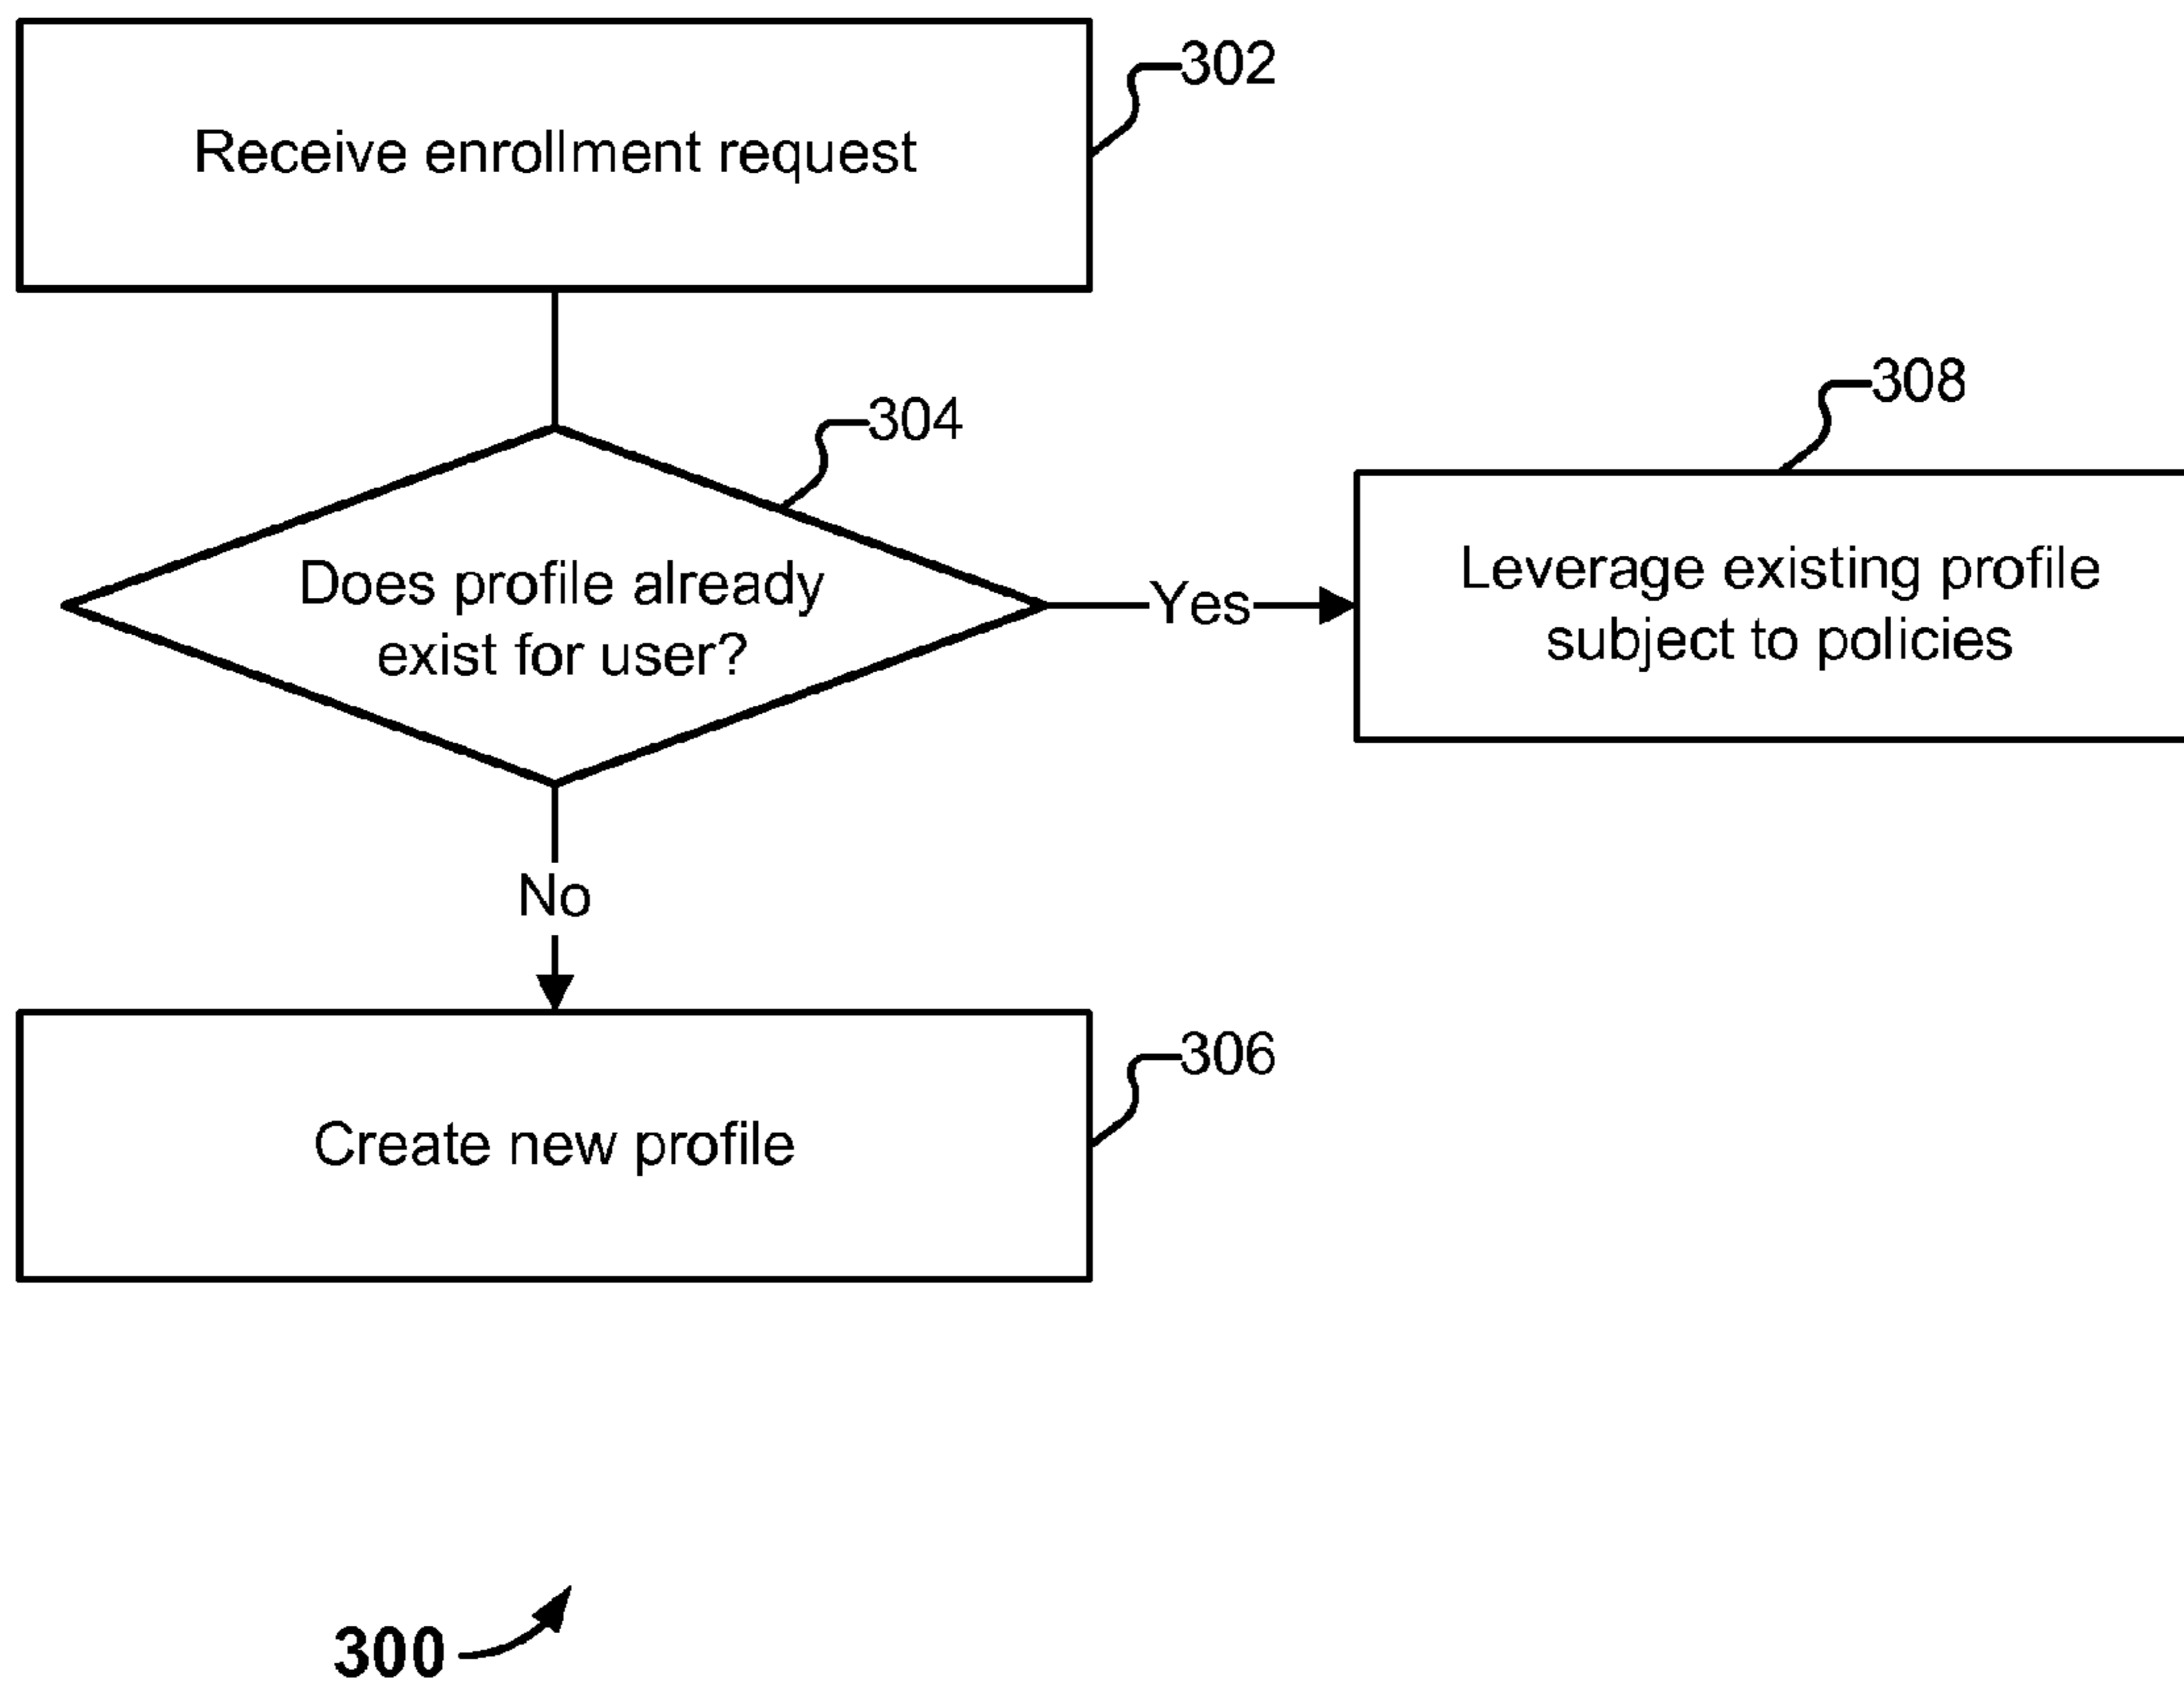 Receive enrollment request
302
304
308
Does profile already
exist for user?
Yes
Leverage existing profile
subject to policies
No
306
Create new profile
300